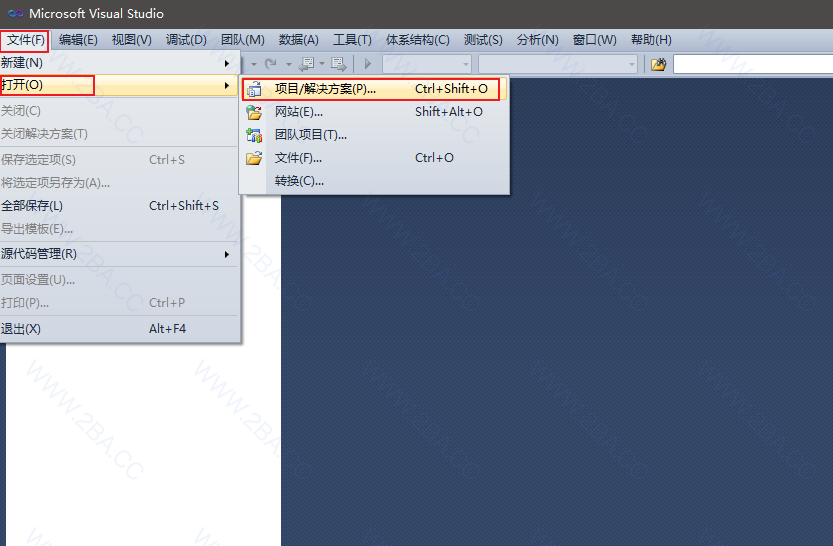 Microsoft Visual Studio
文件(F) 编辑(E) 视图(V) 调试(D) 团队(M) 数据(A) 工具(T) 体系结构(C) 测试(S) 分析(N) 窗口(W) 帮助(H)
新建(N)
打开(O)
关闭(C)
关闭解决方案(T)
保存选定项(S) Ctrl+S
将选定项另存为(A)...
全部保存(L) Ctrl+Shift+S
导出模板(E)...
源代码管理(R)
页面设置(U)...
打印(P)... Ctrl+P
退出(X) Alt+F4
项目/解决方案(P)... Ctrl+Shift+O
网站(E)... Shift+Alt+O
团队项目(T)...
文件(F)... Ctrl+O
转换(C)...
WWW.2BA.CC